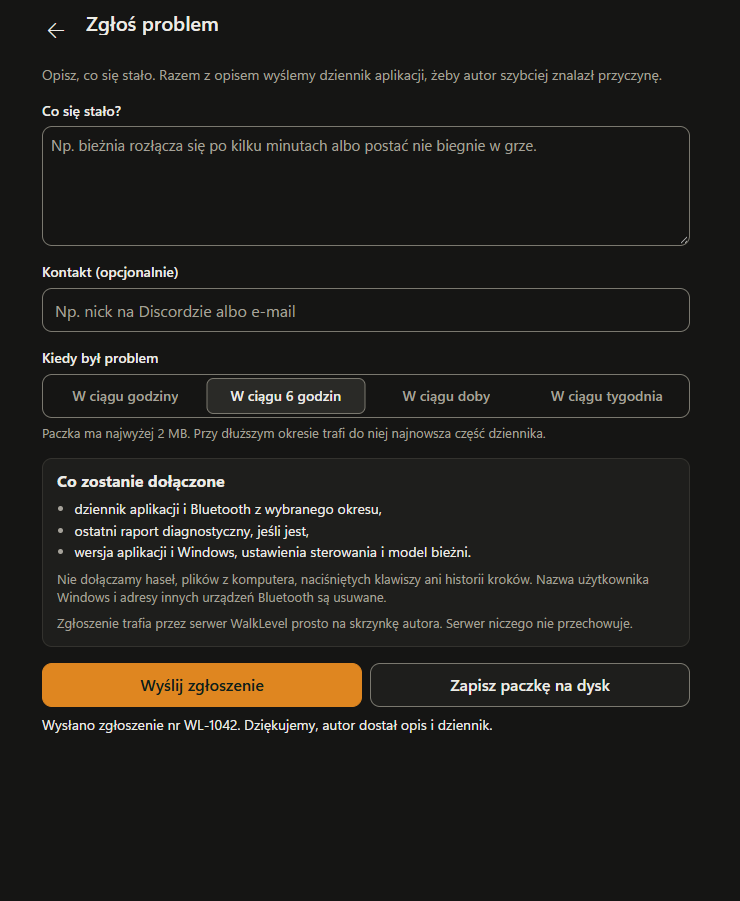 Zgłoś problem
Opisz, co się stało. Razem z opisem wyślemy dziennik aplikacji, żeby autor szybciej znalazł przyczynę.
Co się stało?
Np. bieżnia rozłącza się po kilku minutach albo postać nie biegnie w grze.
Kontakt (opcjonalnie)
Np. nick na Discordzie albo e-mail
Kiedy był problem
W ciągu godziny W ciągu 6 godzin W ciągu doby W ciągu tygodnia
Paczka ma najwyżej 2 MB. Przy dłuższym okresie trafi do niej najnowsza część dziennika.
Co zostanie dołączone
• dziennik aplikacji i Bluetooth z wybranego okresu,
• ostatni raport diagnostyczny, jeśli jest,
• wersja aplikacji i Windows, ustawienia sterowania i model bieżni.
Nie dołączamy haseł, plików z komputera, naciśniętych klawiszy ani historii kroków. Nazwa użytkownika
Windows i adresy innych urządzeń Bluetooth są usuwane.
Zgłoszenie trafia przez serwer WalkLevel prosto na skrzynkę autora. Serwer niczego nie przechowuje.
Wyślij zgłoszenie Zapisz paczkę na dysk
Wysłano zgłoszenie nr WL-1042. Dziękujemy, autor dostał opis i dziennik.